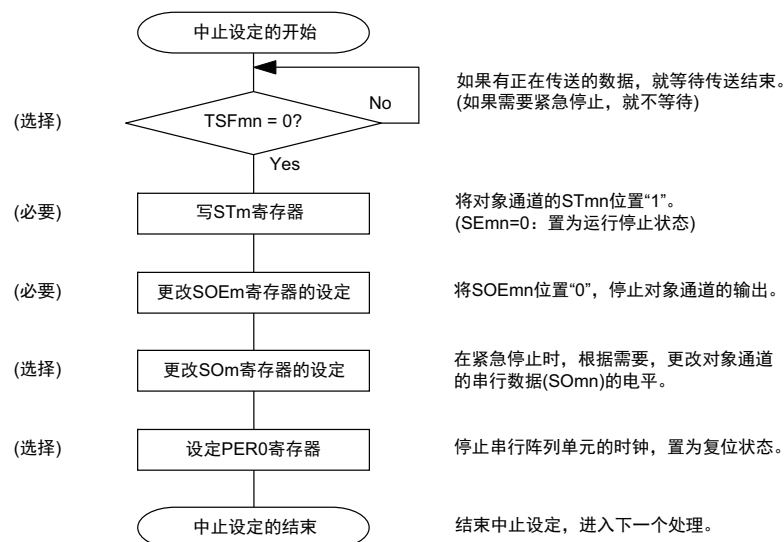 中止设定的开始
如果有正在传送的数据，就等待传送结束。
(如果需要紧急停止，就不等待)
No
(选择)
TSFmn = 0?
Yes
(必要)
写STm寄存器
将对象通道的STmn位置“1”。
(SEmn=0：置为运行停止状态)
(必要)
更改SOEm寄存器的设定
将SOEmn位置“0”，停止对象通道的输出。
(选择)
更改SOm寄存器的设定
在紧急停止时，根据需要，更改对象通道
的串行数据(SOmn)的电平。
(选择)
设定PER0寄存器
停止串行阵列单元的时钟，置为复位状态。
中止设定的结束
结束中止设定，进入下一个处理。